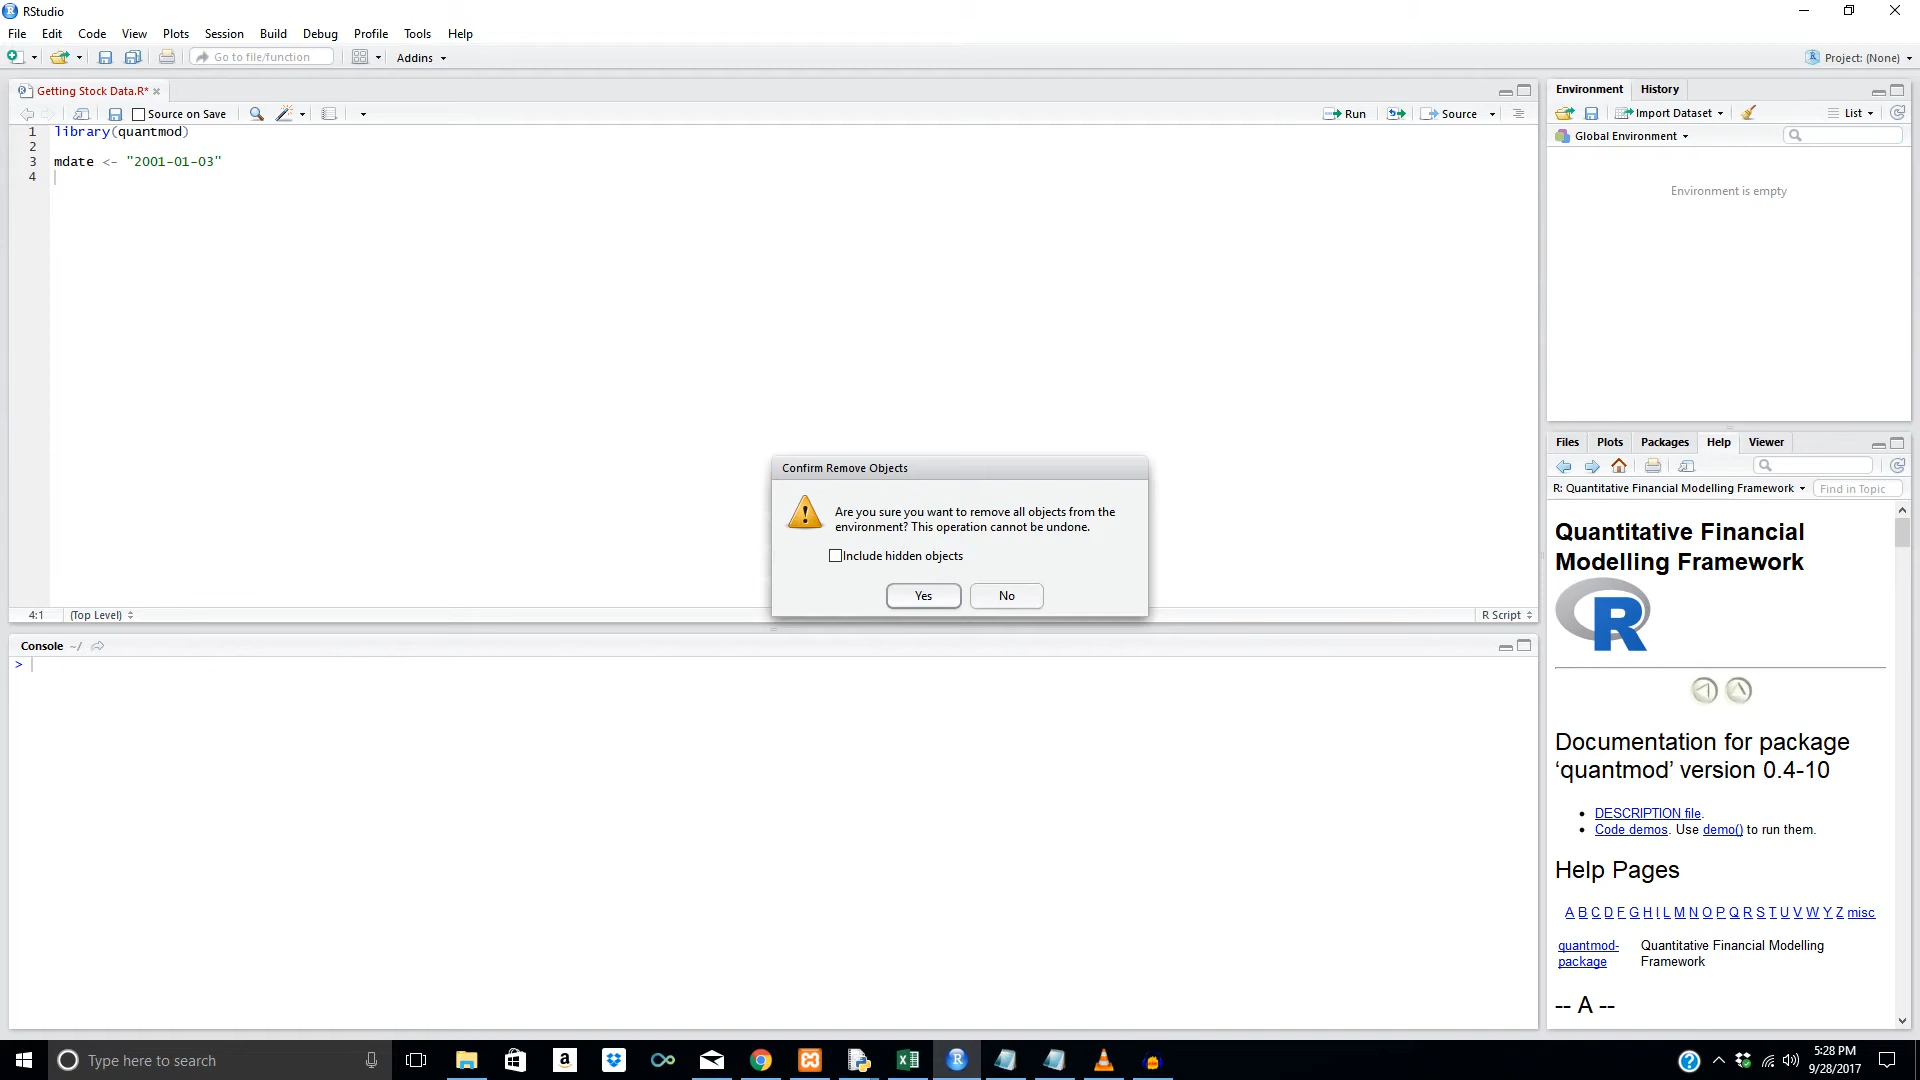 RStudio
File Edit Code View Plots Session Build Debug Profile Tools Help
Go to file/function Addins Project: (None)
Getting Stock Data.R*
Source on Save Run Source
1 library(quantmod)
2
3 mdate <- "2001-01-03"
4
4:1 (Top Level) R Script
Console ~/
>
Environment History
Import Dataset List
Global Environment
Environment is empty
Confirm Remove Objects
Are you sure you want to remove all objects from the
environment? This operation cannot be undone.
Include hidden objects
Yes No
Files Plots Packages Help Viewer
R: Quantitative Financial Modelling Framework Find in Topic
Quantitative Financial
Modelling Framework
R
Documentation for package
‘quantmod’ version 0.4-10
• DESCRIPTION file.
• Code demos. Use demo() to run them.
Help Pages
A B C D F G H I L M N O P Q R S T U V W Y Z misc
quantmod- Quantitative Financial Modelling
package Framework
-- A --
Type here to search
5:28 PM
9/28/2017